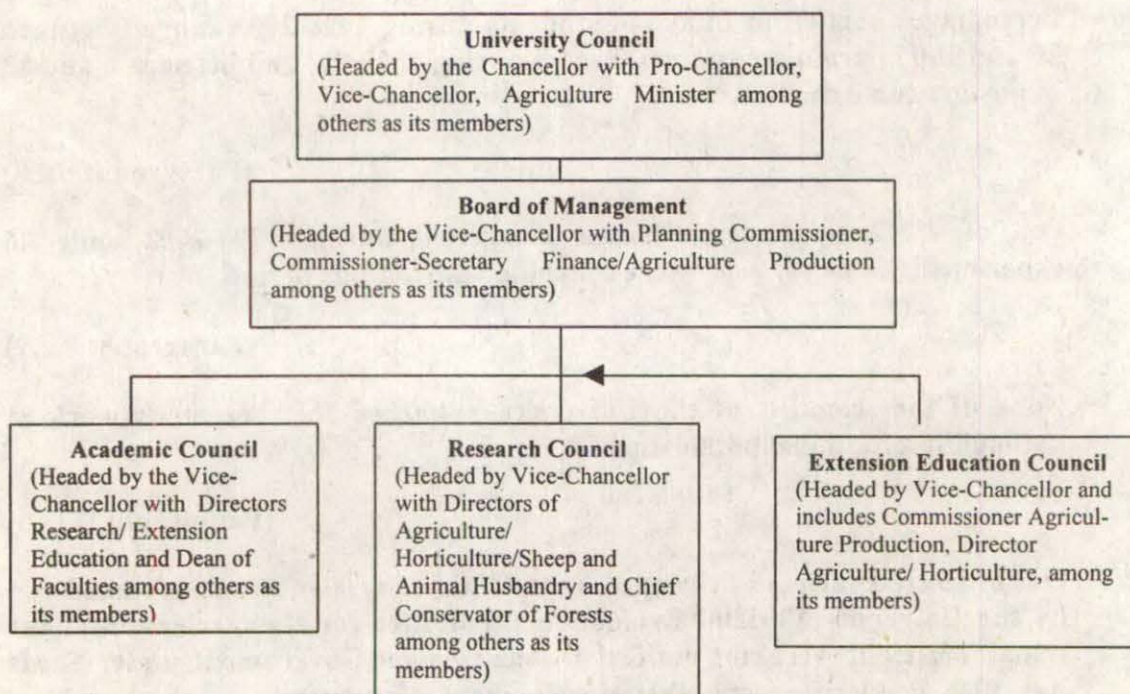 University Council
(Headed by the Chancellor with Pro-Chancellor,
Vice-Chancellor, Agriculture Minister among
others as its members)
Board of Management
(Headed by the Vice-Chancellor with Planning Commissioner,
Commissioner-Secretary Finance/Agriculture Production
among others as its members)
Academic Council
(Headed by the Vice-
Chancellor with Directors
Research/ Extension
Education and Dean of
Faculties among others as
its members)
Research Council
(Headed by Vice-Chancellor
with Directors of
Agriculture/
Horticulture/Sheep and
Animal Husbandry and Chief
Conservator of Forests
among others as its
members)
Extension Education Council
(Headed by Vice-Chancellor and
includes Commissioner Agricul-
ture Production, Director
Agriculture/ Horticulture, among
its members)